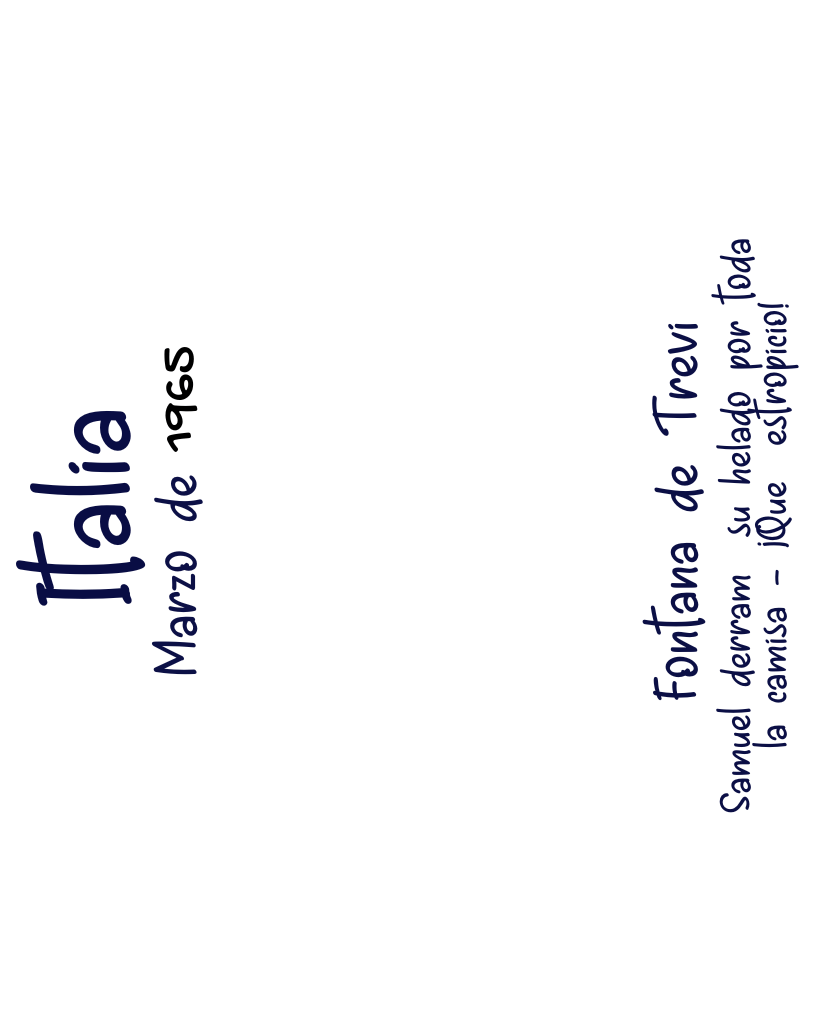 Italia
Marzo de 1965
Fontana de Trevi
Samuel derram su helado por toda
la camisa - ¡Que estropicio!